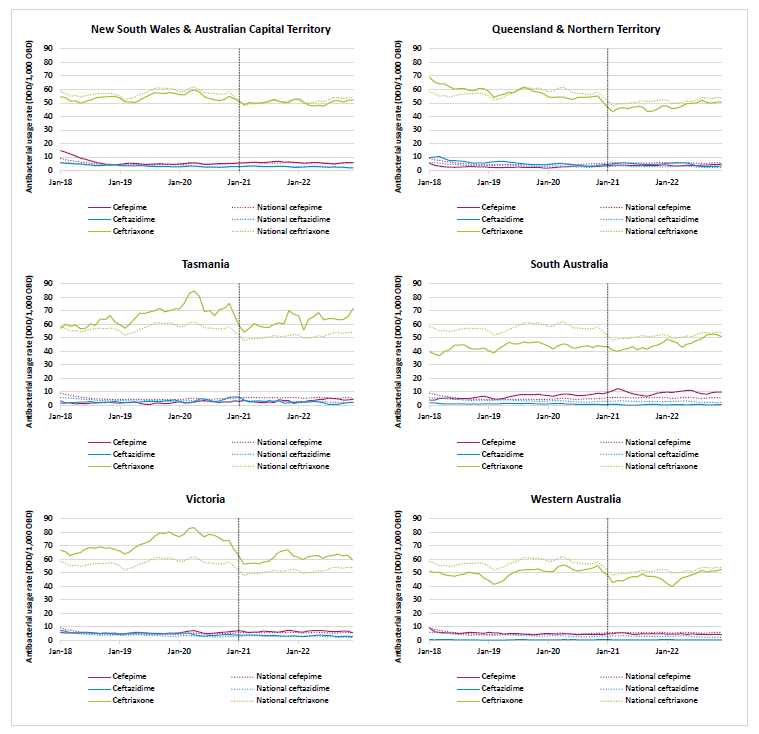 New South Wales & Australian Capital Territory
Antibacterial usage rate (DDD/1,000 OBD)
90
80
70
60
50
40
30
20
10
0
Jan-18 Jan-19 Jan-20 Jan-21 Jan-22
Cefepime National cefepime
Ceftazidime National ceftazidime
Ceftriaxone National ceftriaxone
Queensland & Northern Territory
Antibacterial usage rate (DDD/1,000 OBD)
90
80
70
60
50
40
30
20
10
0
Jan-18 Jan-19 Jan-20 Jan-21 Jan-22
Cefepime National cefepime
Ceftazidime National ceftazidime
Ceftriaxone National ceftriaxone
Tasmania
Antibacterial usage rate (DDD/1,000 OBD)
90
80
70
60
50
40
30
20
10
0
Jan-18 Jan-19 Jan-20 Jan-21 Jan-22
Cefepime National cefepime
Ceftazidime National ceftazidime
Ceftriaxone National ceftriaxone
South Australia
Antibacterial usage rate (DDD/1,000 OBD)
90
80
70
60
50
40
30
20
10
0
Jan-18 Jan-19 Jan-20 Jan-21 Jan-22
Cefepime National cefepime
Ceftazidime National ceftazidime
Ceftriaxone National ceftriaxone
Victoria
Antibacterial usage rate (DDD/1,000 OBD)
90
80
70
60
50
40
30
20
10
0
Jan-18 Jan-19 Jan-20 Jan-21 Jan-22
Cefepime National cefepime
Ceftazidime National ceftazidime
Ceftriaxone National ceftriaxone
Western Australia
Antibacterial usage rate (DDD/1,000 OBD)
90
80
70
60
50
40
30
20
10
0
Jan-18 Jan-19 Jan-20 Jan-21 Jan-22
Cefepime National cefepime
Ceftazidime National ceftazidime
Ceftriaxone National ceftriaxone